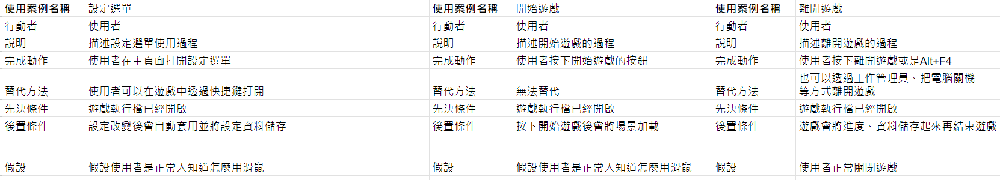 使用案例名稱 設定選單 使用案例名稱 開始遊戲 使用案例名稱 離開遊戲
行動者 使用者 行動者 使用者 行動者 使用者
說明 描述設定選單使用過程 說明 描述開始遊戲的過程 說明 描述離開遊戲的過程
完成動作 使用者在主頁面打開設定選單 完成動作 使用者按下開始遊戲的按鈕 完成動作 使用者按下離開遊戲或是Alt+F4
也可以透過工作管理員、把電腦關機
替代方法 使用者可以在遊戲中透過快捷鍵打開 替代方法 無法替代 替代方法 等方式離開遊戲
先決條件 遊戲執行檔已經開啟 先決條件 遊戲執行檔已經開啟 先決條件 遊戲執行檔已經開啟
後置條件 設定改變後會自動套用並將設定資料儲存 後置條件 按下開始遊戲後會將場景加載 後置條件 遊戲會將進度、資料儲存起來再結束遊戲
假設 假設使用者是正常人知道怎麼用滑鼠 假設 假設使用者是正常人知道怎麼用滑鼠 假設 使用者正常關閉遊戲